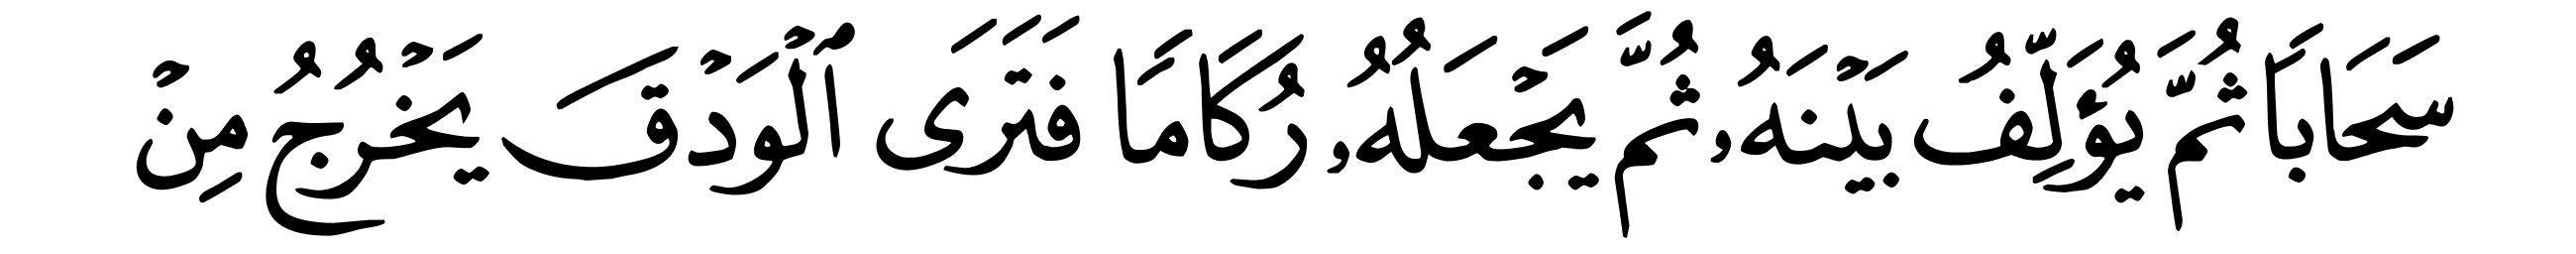 سَحَابًا ثُمَّ يُؤَلِّفُ بَيْنَهُۥ ثُمَّ يَجْعَلُهُۥ رُكَامًا فَتَرَى ٱلْوَدْقَ يَخْرُجُ مِنْ